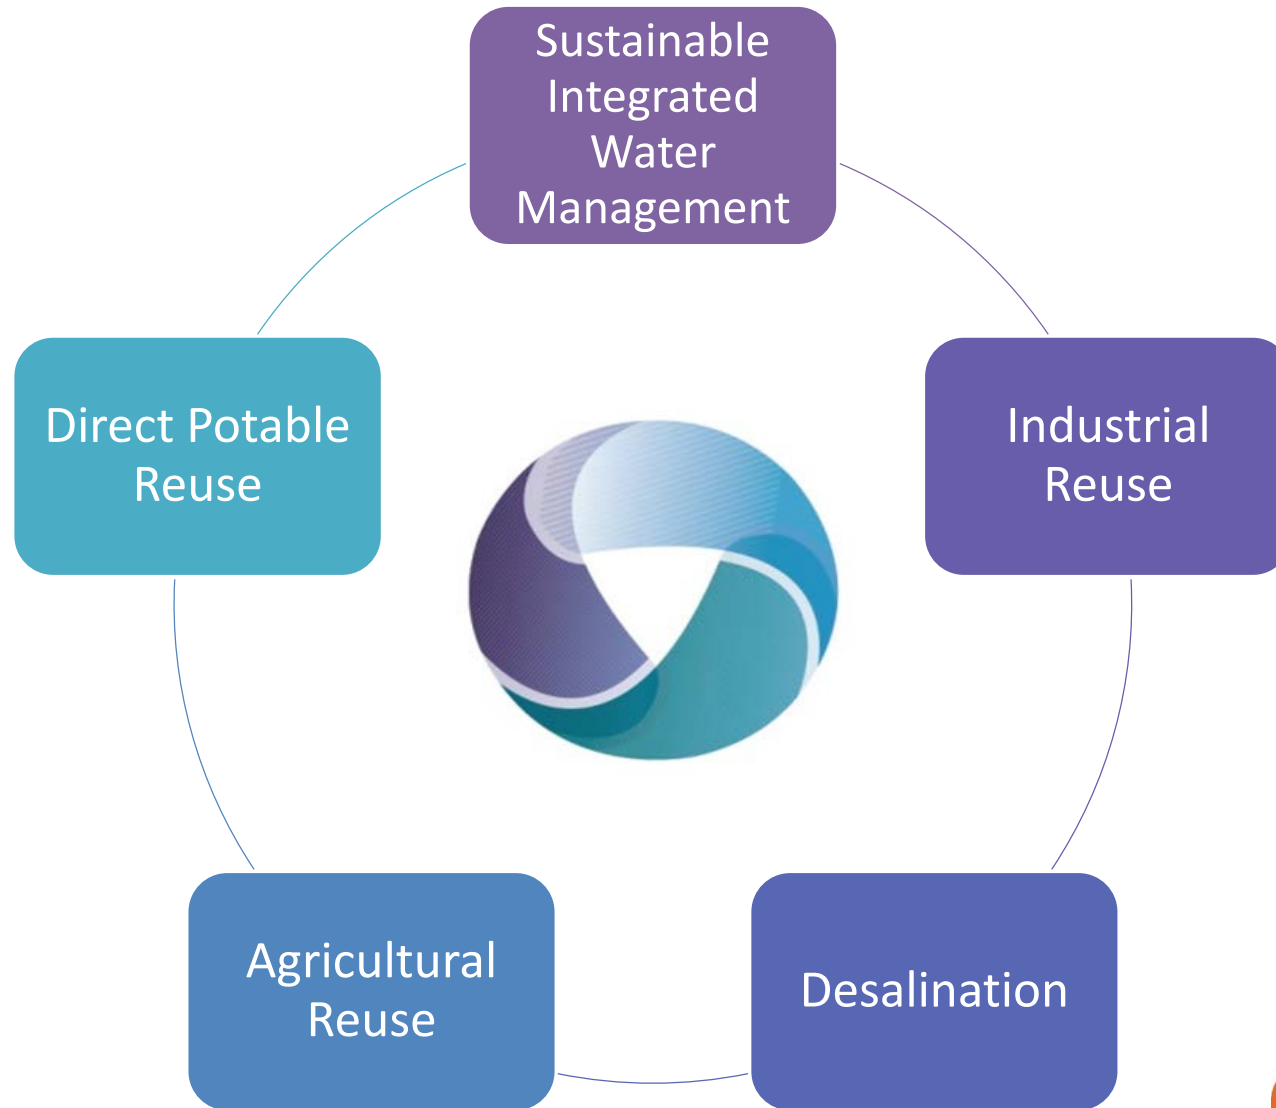 Sustainable
Integrated
Water
Management
Direct Potable
Reuse
Industrial
Reuse
Agricultural
Reuse
Desalination